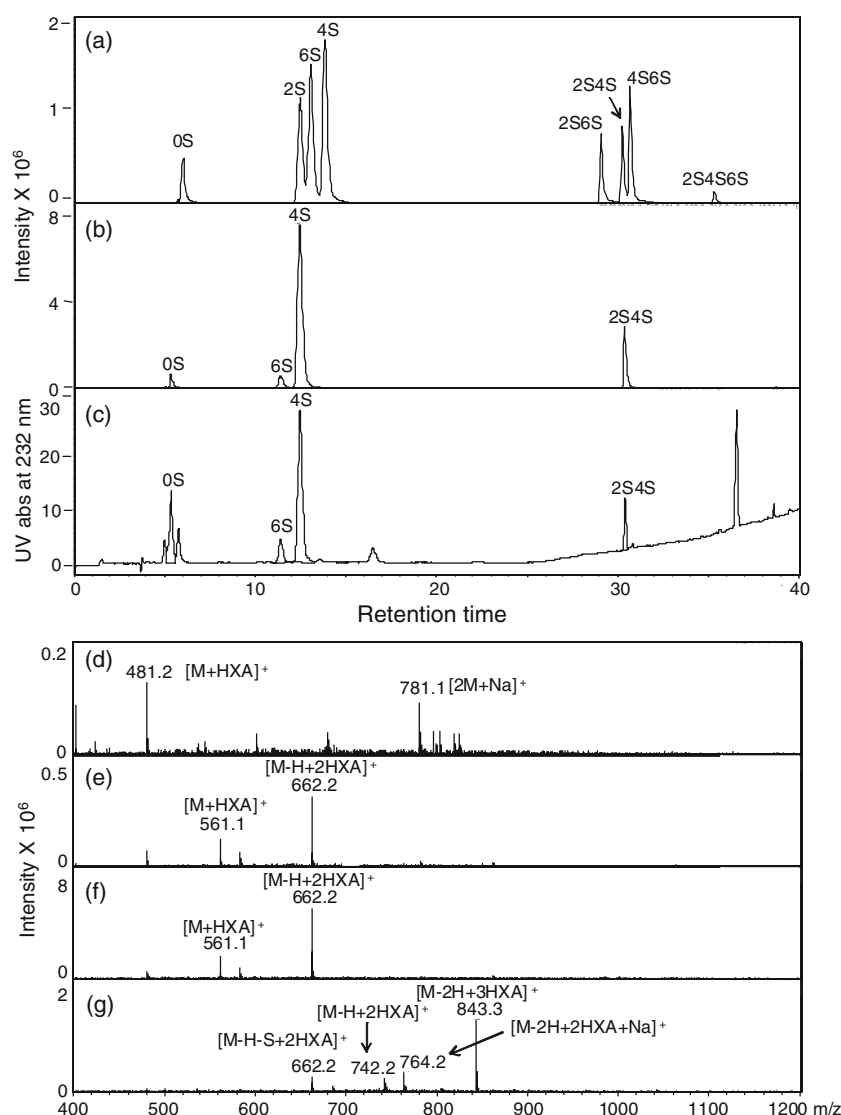 (a)
2
1
0
0S
2S
6S
4S
2S6S
2S4S
4S6S
2S4S6S
Intensity X 10⁶
(b)
8
4
0
0S
6S
4S
2S4S
(c)
30
20
10
0
0S
6S
4S
2S4S
UV abs at 232 nm
0 10 20 30 40
Retention time
(d)
0.2
0
481.2 [M+HXA]⁺
781.1 [2M+Na]⁺
(e)
0.5
0
[M+HXA]⁺
561.1
[M-H+2HXA]⁺
662.2
(f)
8
0
[M+HXA]⁺
561.1
[M-H+2HXA]⁺
662.2
(g)
2
0
[M-H-S+2HXA]⁺
662.2
[M-H+2HXA]⁺
742.2
764.2
[M-2H+3HXA]⁺
843.3
[M-2H+2HXA+Na]⁺
Intensity X 10⁶
400 500 600 700 800 900 1000 1100 1200 m/z